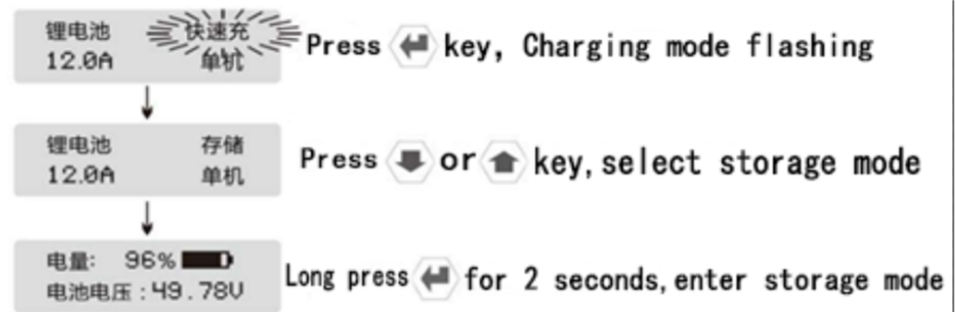 锂电池 快速充
12.0A 单机
Press key, Charging mode flashing
锂电池 存储
12.0A 单机
Press or key, select storage mode
电量: 96%
电池电压:49.78V
Long press for 2 seconds, enter storage mode